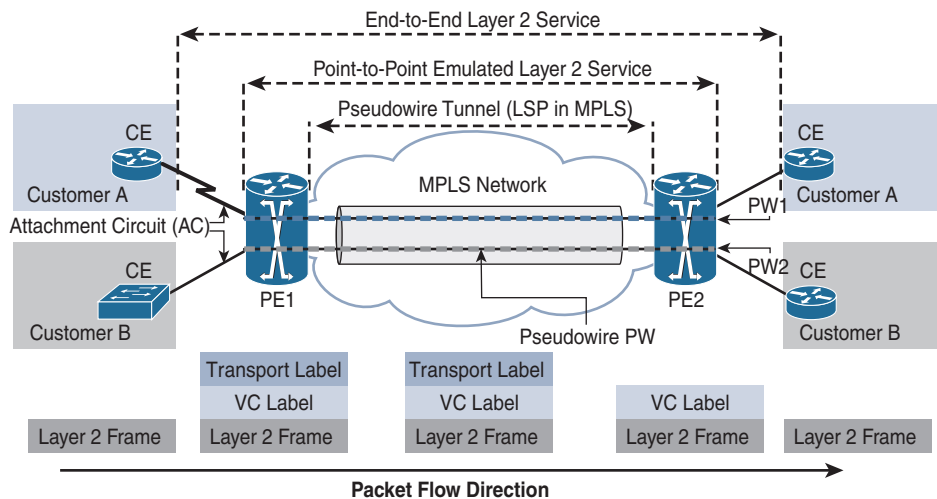 End-to-End Layer 2 Service
Point-to-Point Emulated Layer 2 Service
Pseudowire Tunnel (LSP in MPLS)
CE
Customer A
MPLS Network
CE
Customer A
Attachment Circuit (AC)
PW1
PW2
CE
Customer B
PE1
PE2
CE
Customer B
Pseudowire PW
Transport Label
VC Label
Layer 2 Frame
Transport Label
VC Label
Layer 2 Frame
VC Label
Layer 2 Frame
Layer 2 Frame
Layer 2 Frame
Packet Flow Direction